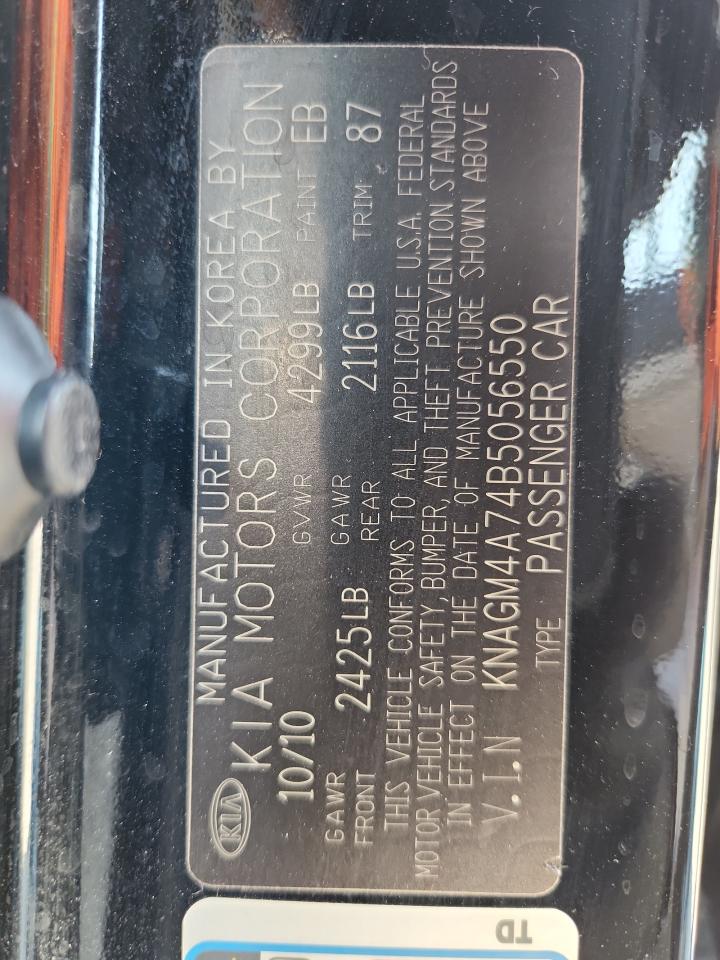 MANUFACTURED IN KOREA BY
KIA KIA MOTORS CORPORATION
10/10 GVWR 4299LB PAINT EB
GAWR FRONT 2425LB GAWR REAR 2116LB TRIM 87
THIS VEHICLE CONFORMS TO ALL APPLICABLE U.S.A. FEDERAL
MOTOR VEHICLE SAFETY, BUMPER, AND THEFT PREVENTION STANDARDS
IN EFFECT ON THE DATE OF MANUFACTURE SHOWN ABOVE
V.I.N KNAGM4A74B5056550
TYPE PASSENGER CAR
TD